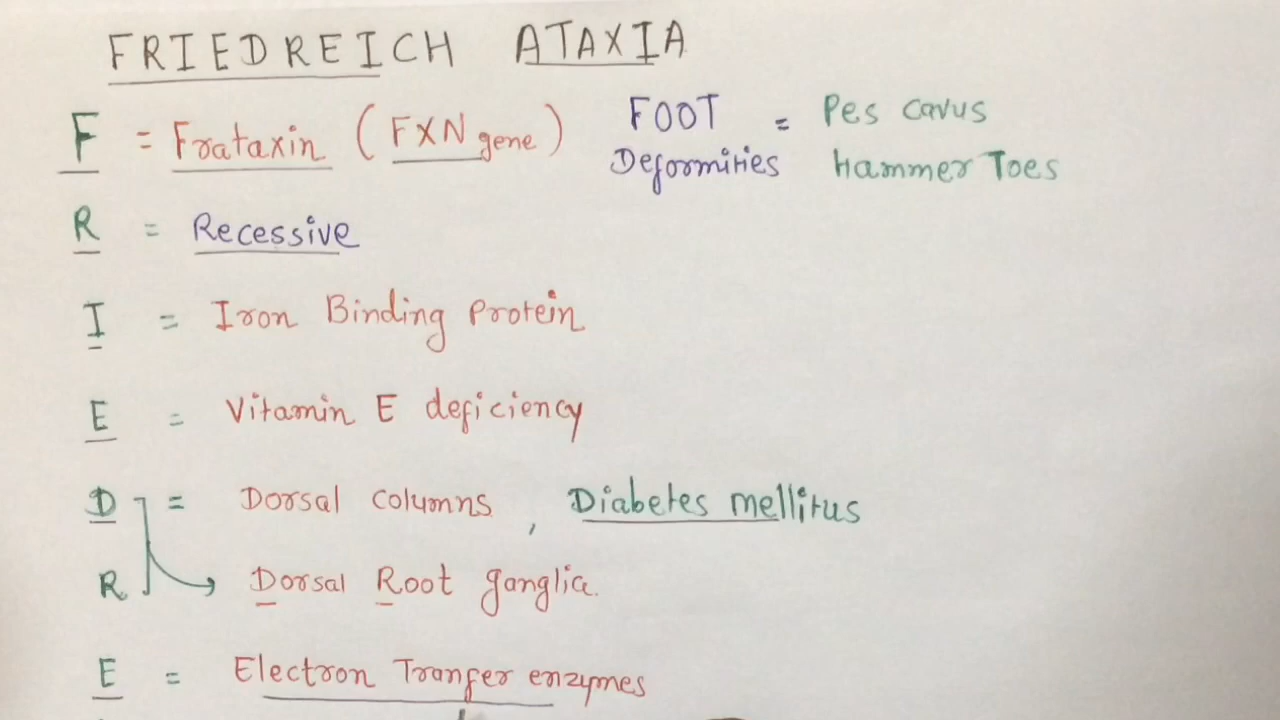 FRIEDREICH ATAXIA
F = Frataxin (FXN gene) FOOT Deformities = Pes cavus Hammer Toes
R = Recessive
I = Iron Binding Protein
E = Vitamin E deficiency
D = Dorsal columns, Diabetes mellitus
R Dorsal Root ganglia.
E = Electron Tranfer enzymes